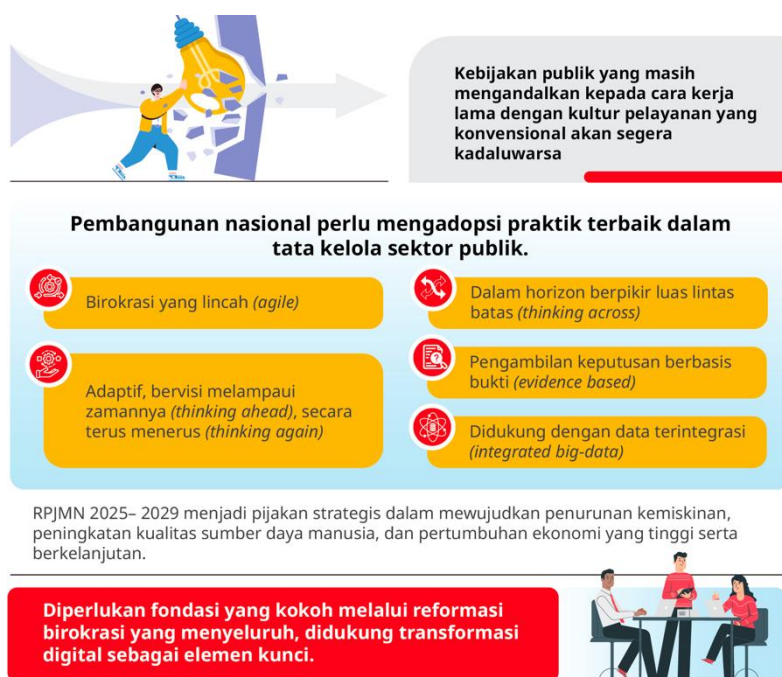 Kebijakan publik yang masih
mengandalkan kepada cara kerja
lama dengan kultur pelayanan yang
konvensional akan segera
kadaluwarsa
Pembangunan nasional perlu mengadopsi praktik terbaik dalam
tata kelola sektor publik.
Birokrasi yang lincah (agile)
Adaptif, bervisi melampaui
zamannya (thinking ahead), secara
terus menerus (thinking again)
Dalam horizon berpikir luas lintas
batas (thinking across)
Pengambilan keputusan berbasis
bukti (evidence based)
Didukung dengan data terintegrasi
(integrated big-data)
RPJMN 2025– 2029 menjadi pijakan strategis dalam mewujudkan penurunan kemiskinan,
peningkatan kualitas sumber daya manusia, dan pertumbuhan ekonomi yang tinggi serta
berkelanjutan.
Diperlukan fondasi yang kokoh melalui reformasi
birokrasi yang menyeluruh, didukung transformasi
digital sebagai elemen kunci.